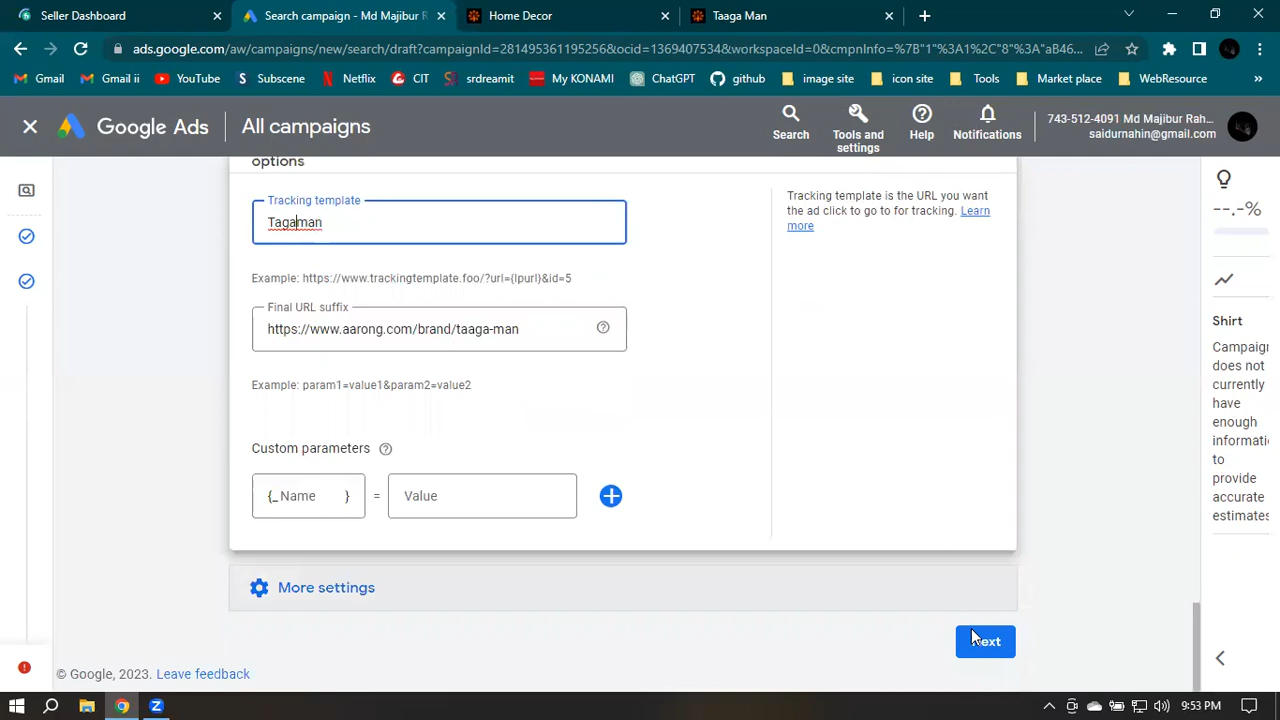 Seller Dashboard
Search campaign - Md Majibur R
Home Decor
Taaga Man
ads.google.com/aw/campaigns/new/search/draft?campaignId=281495361195256&ocid=13694075334&workspaceId=0&cmpnInfo=%7B"1"%3A1%2C"8"%3A"aB46...
Gmail
Gmail ii
YouTube
Subscene
Netflix
CIT
srdreamit
My KONAMI
ChatGPT
github
image site
icon site
Tools
Market place
WebResource
Google Ads
All campaigns
Search
Tools and settings
Help
Notifications
743-512-4091 Md Majibur Rah...
saidurnahin@gmail.com
options
Tracking template
Tagaman
Tracking template is the URL you want
the ad click to go to for tracking. Learn
more
Example: https://www.trackingtemplate.foo/?url={lpurl}&id=5
Final URL suffix
https://www.aarong.com/brand/taaga-man
Example: param1=value1&param2=value2
Custom parameters
{_ Name } = Value
More settings
Next
© Google, 2023. Leave feedback
--.-%
Shirt
Campaign
does not
currently
have
enough
informati
to
provide
accurate
estimates
9:53 PM